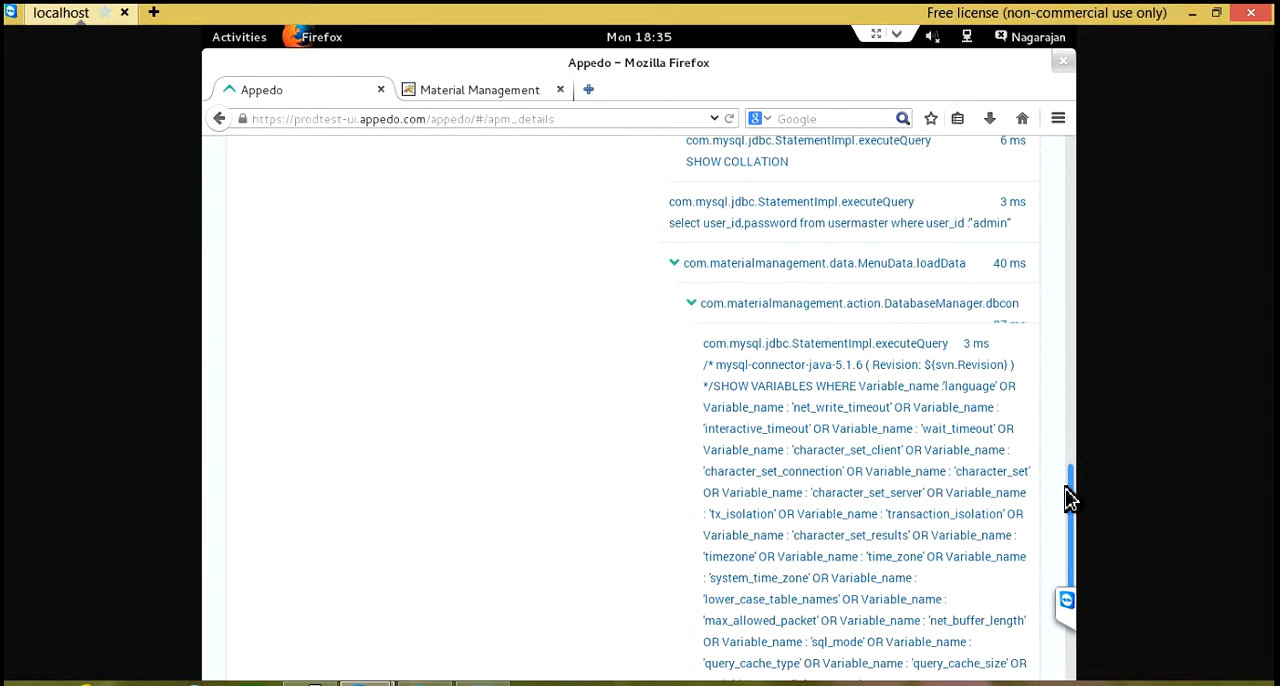 localhost
Free license (non-commercial use only)
Activities Firefox Mon 18:35 Nagarajan
Appedo - Mozilla Firefox
Appedo Material Management
https://prodtest-ui.appedo.com/appedo/#/apm_details Google
com.mysql.jdbc.StatementImpl.executeQuery 6 ms
SHOW COLLATION
com.mysql.jdbc.StatementImpl.executeQuery 3 ms
select user_id,password from usermaster where user_id :"admin"
com.materialmanagement.data.MenuData.loadData 40 ms
com.materialmanagement.action.DatabaseManager.dbcon
com.mysql.jdbc.StatementImpl.executeQuery 3 ms
/* mysql-connector-java-5.1.6 ( Revision: ${svn.Revision} )
*/SHOW VARIABLES WHERE Variable_name :'language' OR
Variable_name : 'net_write_timeout' OR Variable_name :
'interactive_timeout' OR Variable_name : 'wait_timeout' OR
Variable_name : 'character_set_client' OR Variable_name :
'character_set_connection' OR Variable_name : 'character_set'
OR Variable_name : 'character_set_server' OR Variable_name
: 'tx_isolation' OR Variable_name : 'transaction_isolation' OR
Variable_name : 'character_set_results' OR Variable_name :
'timezone' OR Variable_name : 'time_zone' OR Variable_name
: 'system_time_zone' OR Variable_name :
'lower_case_table_names' OR Variable_name :
'max_allowed_packet' OR Variable_name : 'net_buffer_length'
OR Variable_name : 'sql_mode' OR Variable_name :
'query_cache_type' OR Variable_name : 'query_cache_size' OR